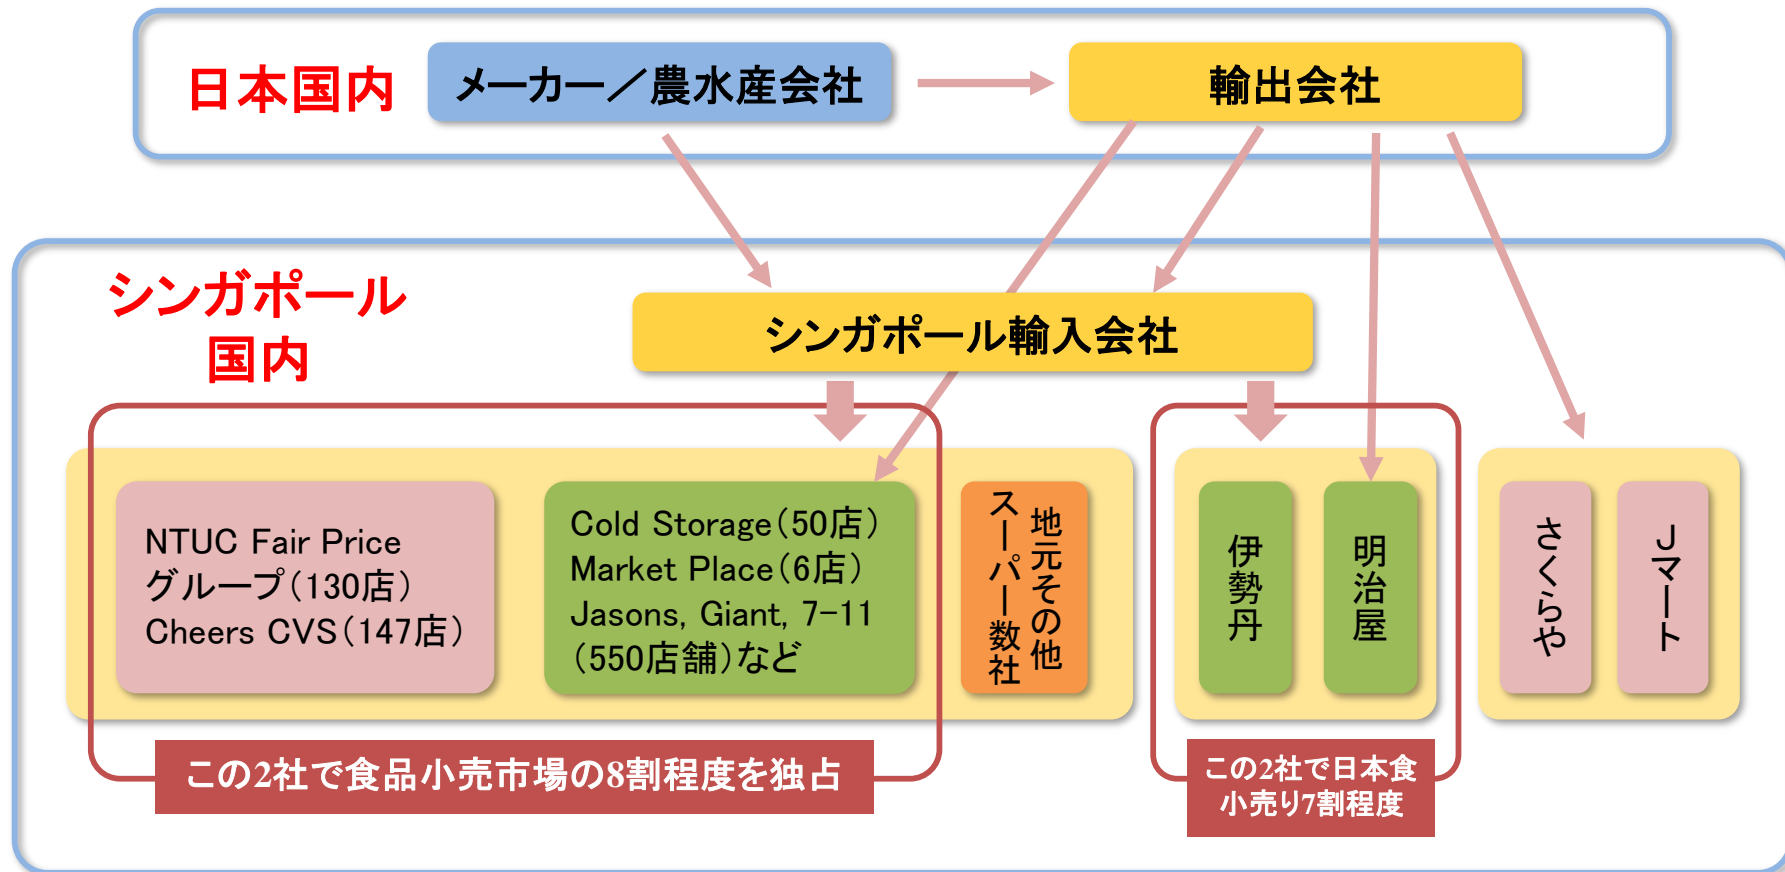 日本国内
メーカー／農水産会社
輸出会社
シンガポール
国内
シンガポール輸入会社
NTUC Fair Price
グループ（130店）
Cheers CVS（147店）
Cold Storage（50店）
Market Place（6店）
Jasons, Giant, 7-11
（550店舗）など
地元その他
スーパー数社
伊勢丹
明治屋
さくらや
Jマート
この2社で食品小売市場の8割程度を独占
この2社で日本食
小売り7割程度